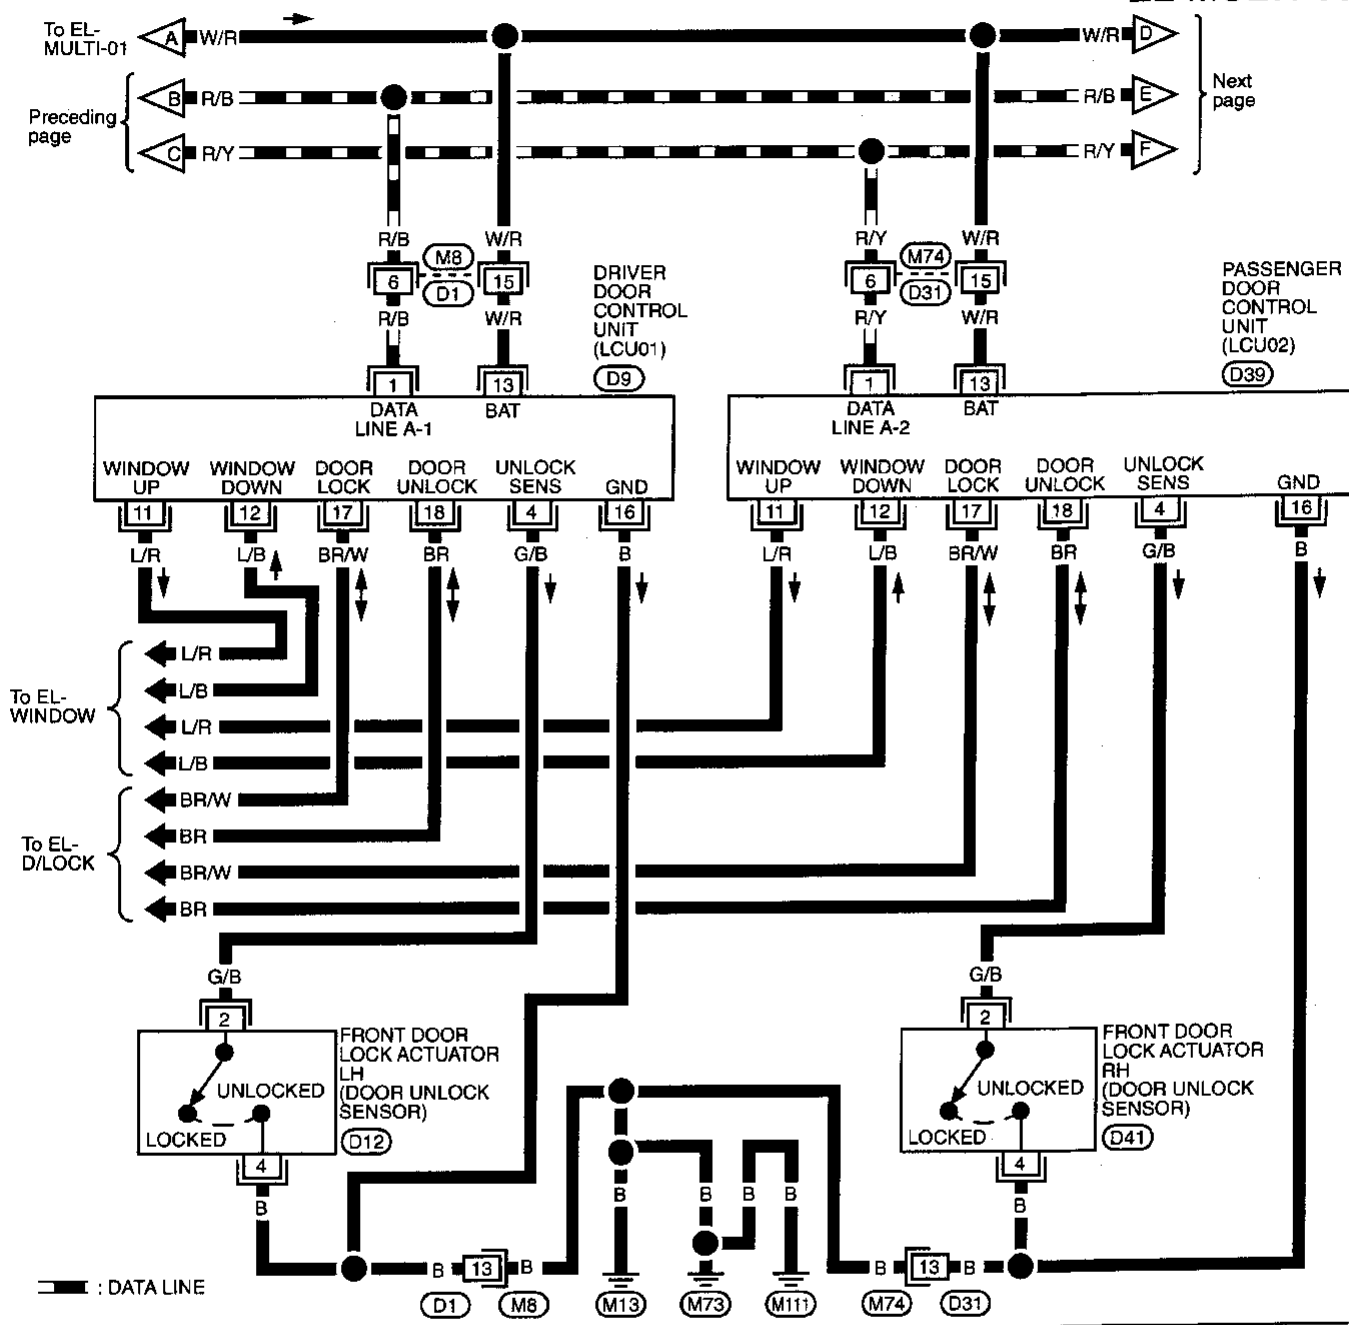 To EL-
MULTI-01
A
W/R
W/R
D
Preceding
page
B
R/B
R/B
E
Next
page
C
R/Y
R/Y
F
R/B
W/R
R/Y
W/R
M8
M74
6
15
6
15
D1
D31
R/B
W/R
R/Y
W/R
DRIVER
DOOR
CONTROL
UNIT
(LCU01)
D9
PASSENGER
DOOR
CONTROL
UNIT
(LCU02)
D39
1
13
1
13
DATA
LINE A-1
BAT
DATA
LINE A-2
BAT
WINDOW
UP
WINDOW
DOWN
DOOR
LOCK
DOOR
UNLOCK
UNLOCK
SENS
GND
WINDOW
UP
WINDOW
DOWN
DOOR
LOCK
DOOR
UNLOCK
UNLOCK
SENS
GND
11
12
17
18
4
16
11
12
17
18
4
16
L/R
L/B
BR/W
BR
G/B
B
L/R
L/B
BR/W
BR
G/B
B
To EL-
WINDOW
L/R
L/B
L/R
L/B
To EL-
D/LOCK
BR/W
BR
BR/W
BR
G/B
G/B
2
2
UNLOCKED
LOCKED
FRONT DOOR
LOCK ACTUATOR
LH
(DOOR UNLOCK
SENSOR)
D12
UNLOCKED
LOCKED
FRONT DOOR
LOCK ACTUATOR
RH
(DOOR UNLOCK
SENSOR)
D41
4
4
B
B
B
B
B
B
B
13
B
B
13
B
: DATA LINE
D1
M8
M13
M73
M111
M74
D31